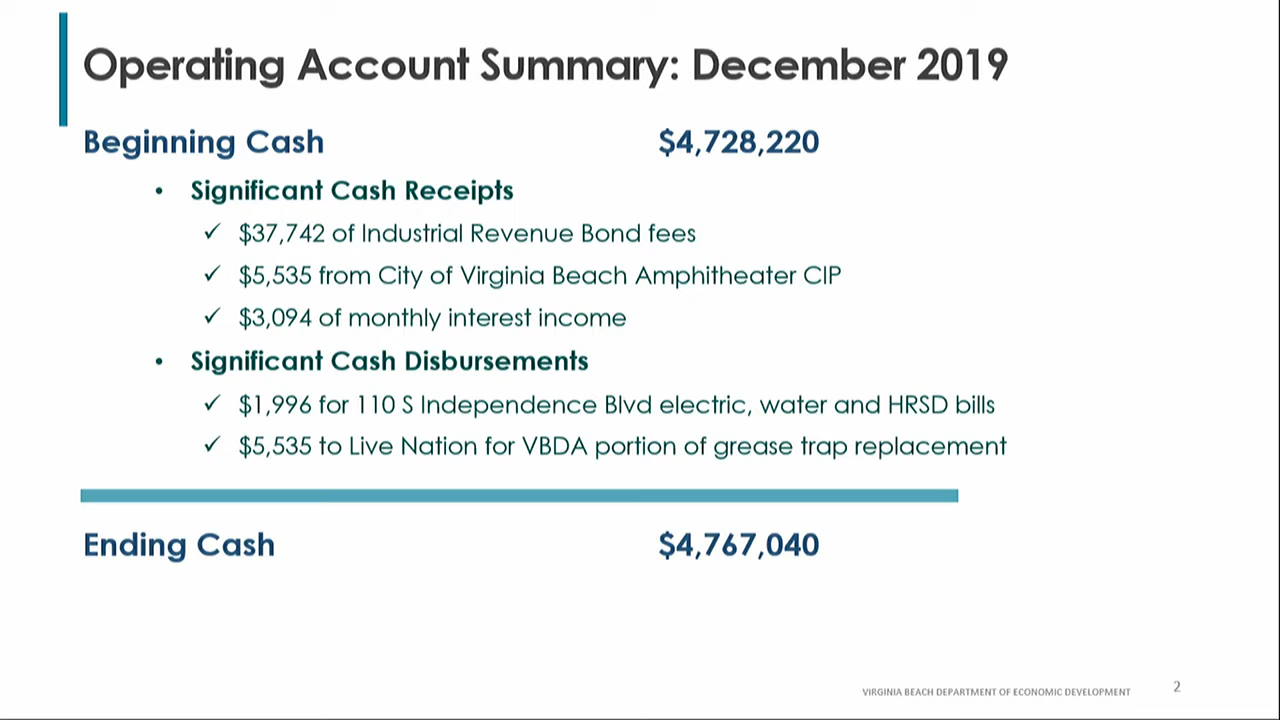 Operating Account Summary: December 2019
Beginning Cash $4,728,220
• Significant Cash Receipts
✓ $37,742 of Industrial Revenue Bond fees
✓ $5,535 from City of Virginia Beach Amphitheater CIP
✓ $3,094 of monthly interest income
• Significant Cash Disbursements
✓ $1,996 for 110 S Independence Blvd electric, water and HRSD bills
✓ $5,535 to Live Nation for VBDA portion of grease trap replacement
Ending Cash $4,767,040
VIRGINIA BEACH DEPARTMENT OF ECONOMIC DEVELOPMENT 2